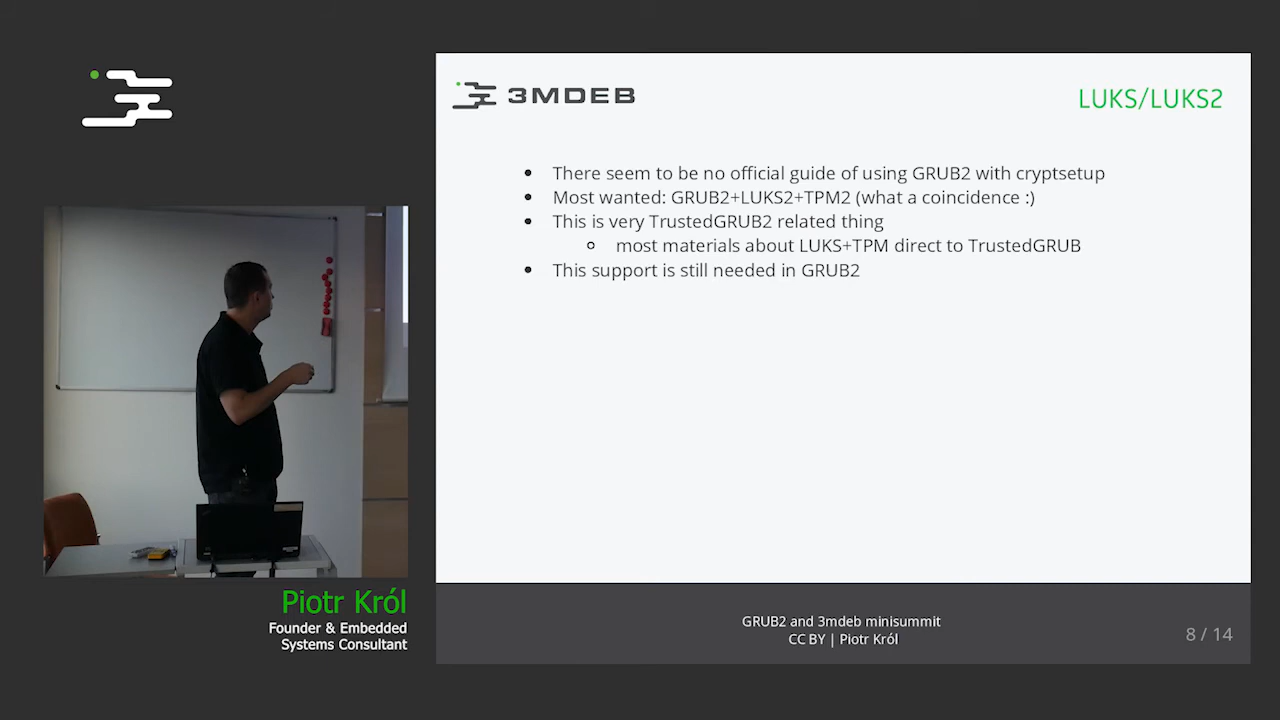 3MDEB
LUKS/LUKS2
There seem to be no official guide of using GRUB2 with cryptsetup
Most wanted: GRUB2+LUKS2+TPM2 (what a coincidence :)
This is very TrustedGRUB2 related thing
most materials about LUKS+TPM direct to TrustedGRUB
This support is still needed in GRUB2
Piotr Król
Founder & Embedded
Systems Consultant
GRUB2 and 3mdeb minisummit
CC BY | Piotr Król
8 / 14